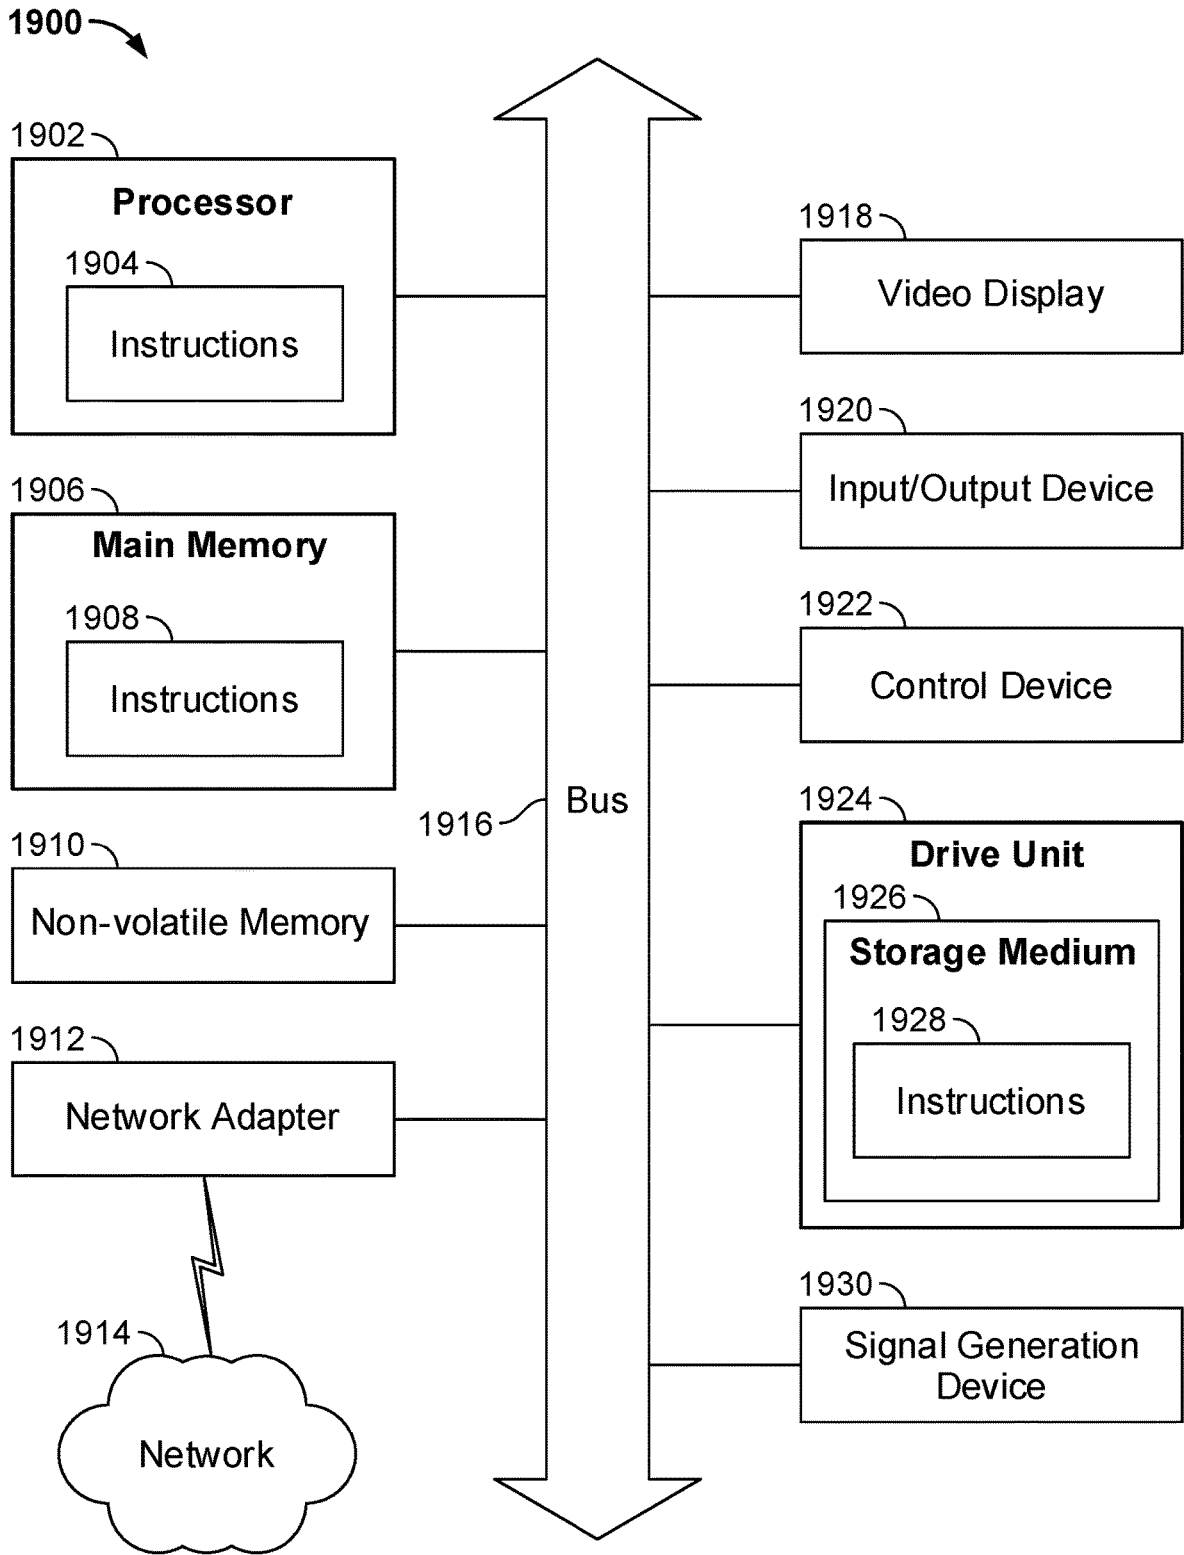 1900
1902
Processor
1904
Instructions
1906
Main Memory
1908
Instructions
1910
Non-volatile Memory
1912
Network Adapter
1914
Network
1916
Bus
1918
Video Display
1920
Input/Output Device
1922
Control Device
1924
Drive Unit
1926
Storage Medium
1928
Instructions
1930
Signal Generation
Device